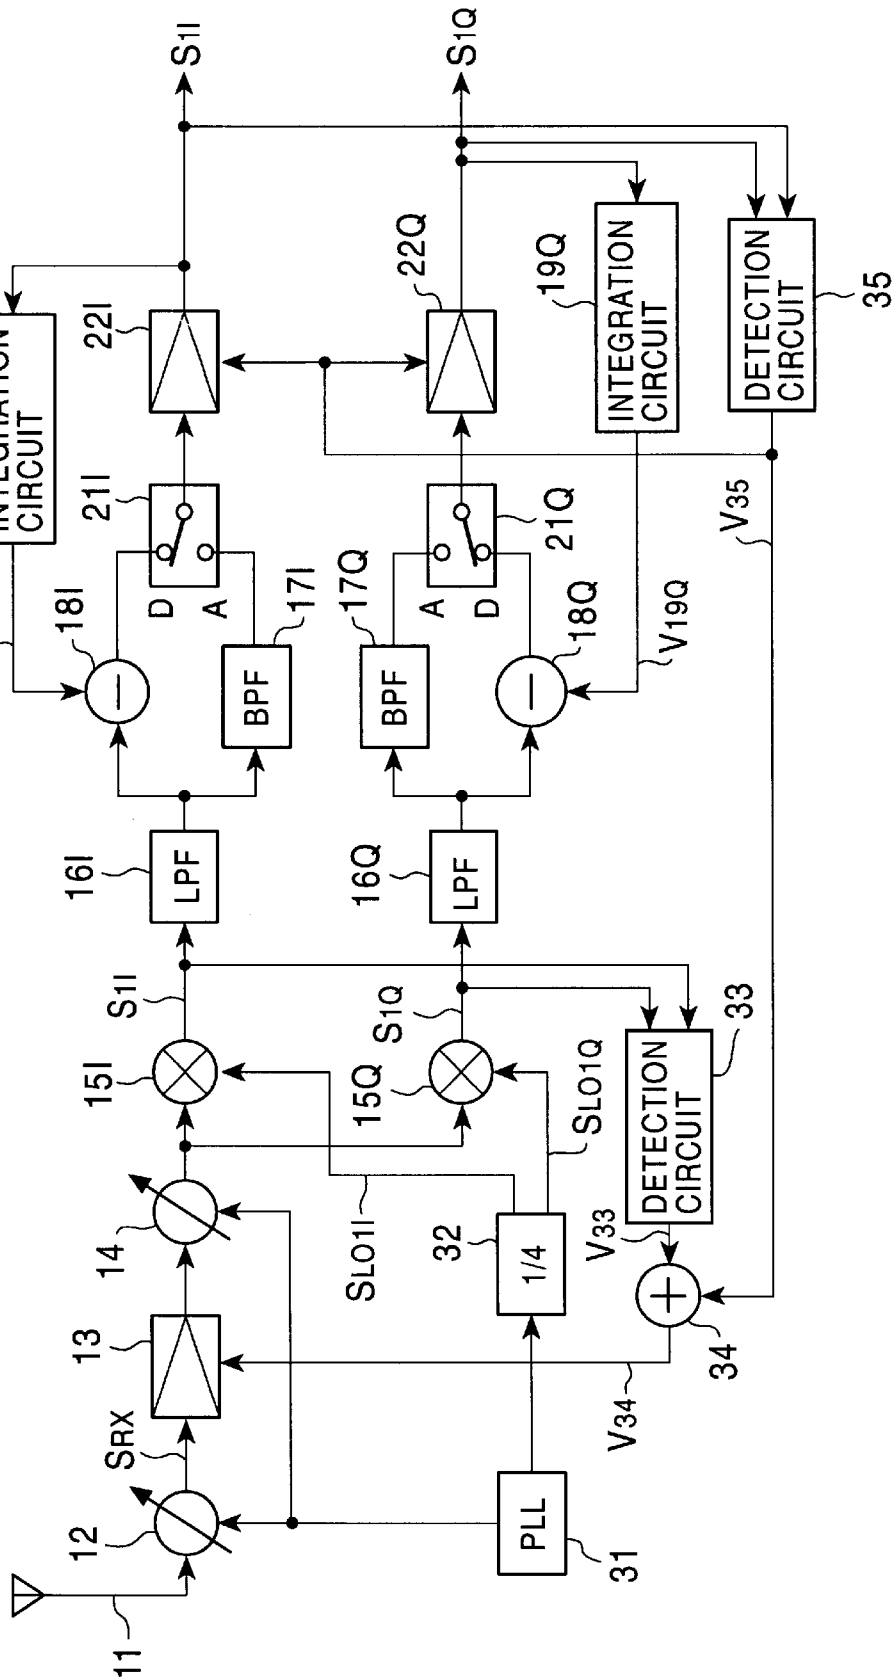 11
12
SRX
13
14
15I
S1I
16I
LPF
18I
−
D
A
17I
BPF
21I
22I
CIRCUIT
S1I
31
PLL
32
1/4
SLO1I
SLO1Q
15Q
S1Q
16Q
LPF
17Q
BPF
A
D
18Q
−
21Q
22Q
S1Q
19Q
INTEGRATION
CIRCUIT
V19Q
V34
34
+
V33
DETECTION
CIRCUIT
33
V35
DETECTION
CIRCUIT
35